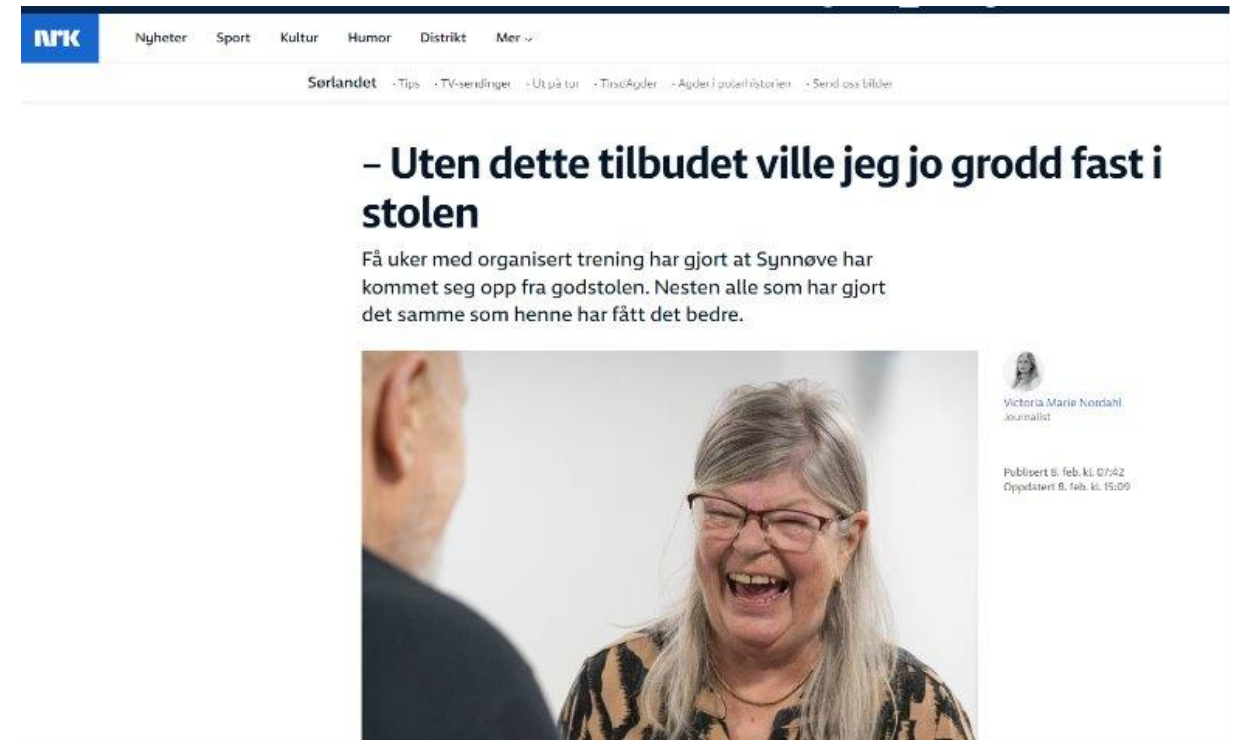 nrk
Nyheter Sport Kultur Humor Distrikt Mer
Sørlandet - Tips - TV-sendinger - Ut på tur - TinstAgder - Agder i polarhistorien - Send oss bilder
– Uten dette tilbudet ville jeg jo grodd fast i
stolen
Få uker med organisert trening har gjort at Synnøve har
kommet seg opp fra godstolen. Nesten alle som har gjort
det samme som henne har fått det bedre.
Victoria Marie Nordahl
Journalist
Publisert 8. feb. kl. 07:42
Oppdatert 8. feb. kl. 15:09